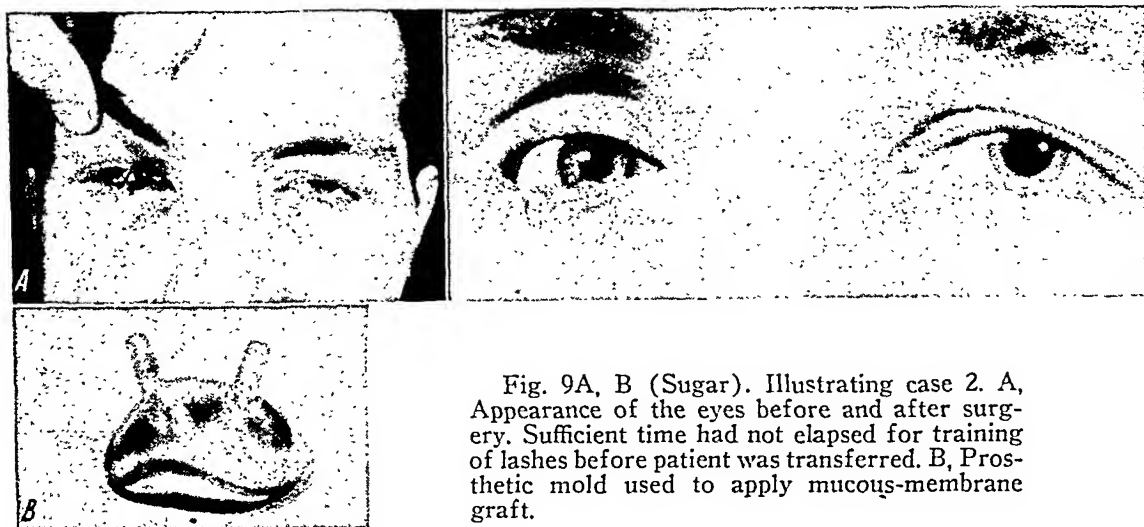 A
B
Fig. 9A, B (Sugar). Illustrating case 2. A,
Appearance of the eyes before and after surg-
ery. Sufficient time had not elapsed for training
of lashes before patient was transferred. B, Pros-
thetic mold used to apply mucous-membrane
graft.